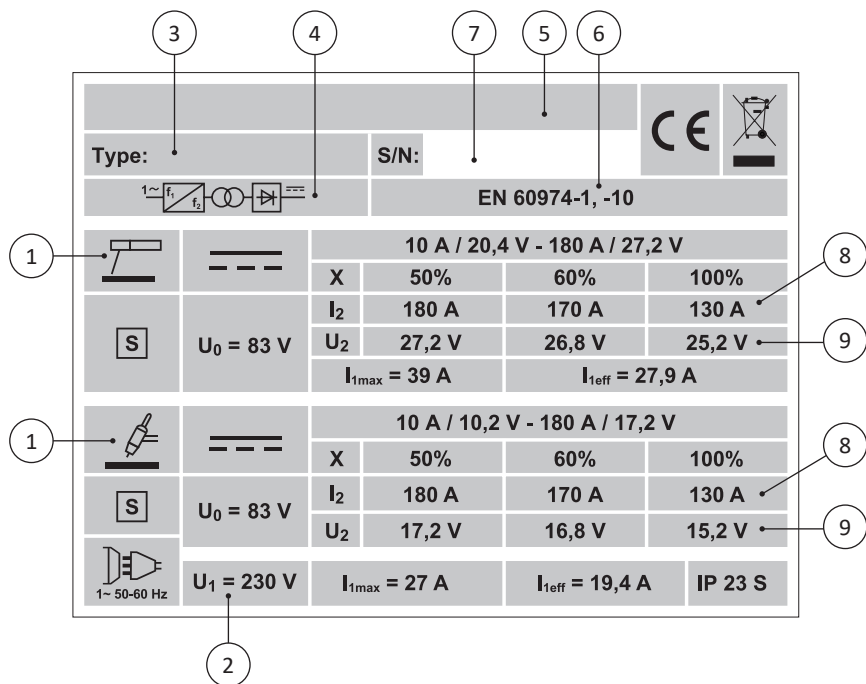 3 4 7 5 6
CE
Type: S/N:
1~ f₁ f₂
EN 60974-1, -10
1
10 A / 20,4 V - 180 A / 27,2 V
X 50% 60% 100%
8
I₂ 180 A 170 A 130 A
S U₀ = 83 V
U₂ 27,2 V 26,8 V 25,2 V
9
I₁max = 39 A I₁eff = 27,9 A
1
10 A / 10,2 V - 180 A / 17,2 V
X 50% 60% 100%
8
I₂ 180 A 170 A 130 A
S U₀ = 83 V
U₂ 17,2 V 16,8 V 15,2 V
9
1~ 50-60 Hz
U₁ = 230 V I₁max = 27 A I₁eff = 19,4 A IP 23 S
2